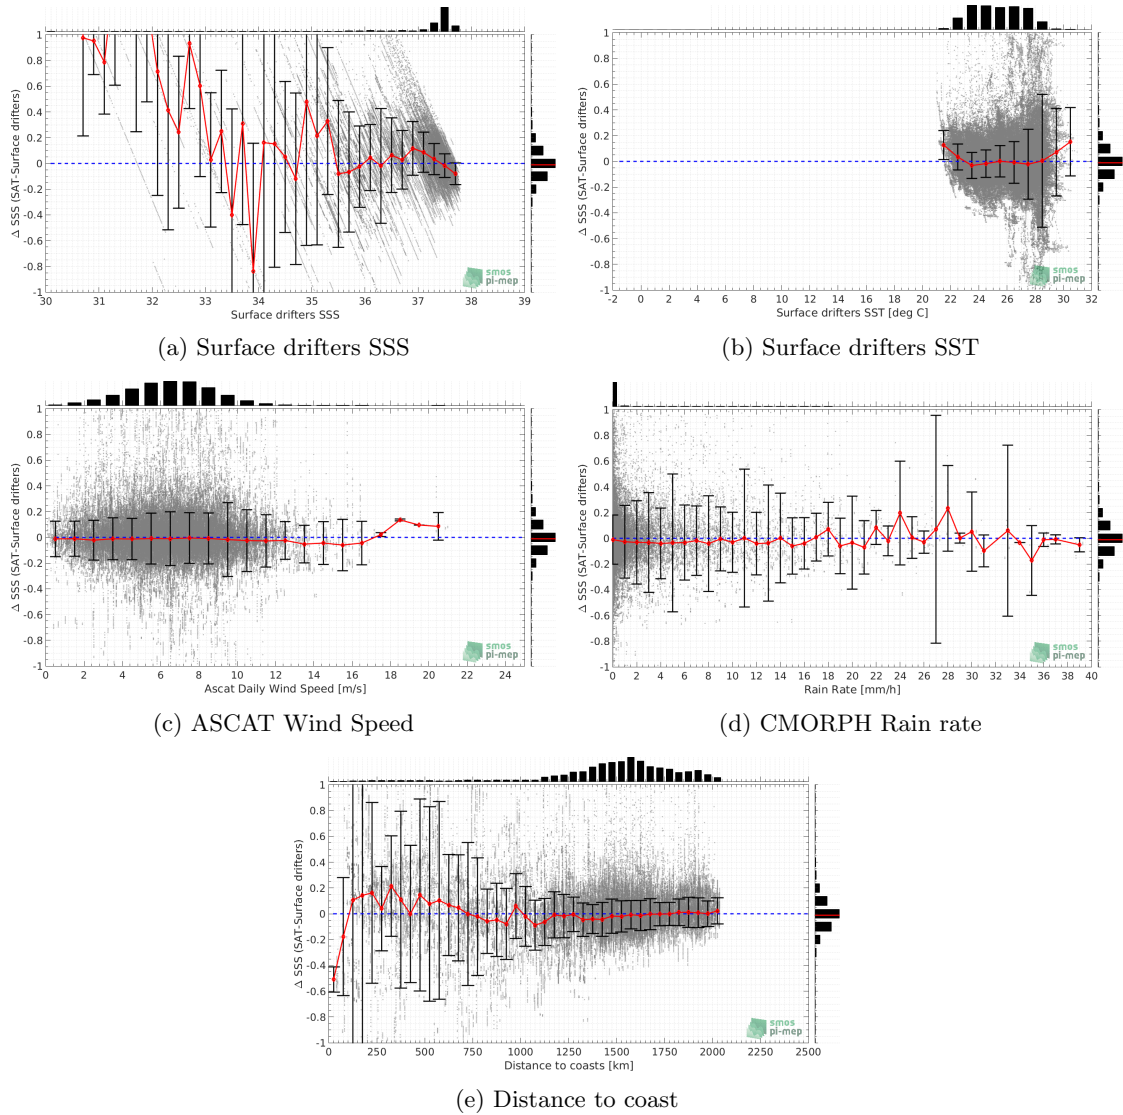 Δ SSS (SAT-Surface drifters)
1
0.8
0.6
0.4
0.2
0
-0.2
-0.4
-0.6
-0.8
-1
30 31 32 33 34 35 36 37 38 39
Surface drifters SSS
smos
pi-mep
(a) Surface drifters SSS
Δ SSS (SAT-Surface drifters)
1
0.8
0.6
0.4
0.2
0
-0.2
-0.4
-0.6
-0.8
-1
-2 0 2 4 6 8 10 12 14 16 18 20 22 24 26 28 30 32
Surface drifters SST [deg C]
smos
pi-mep
(b) Surface drifters SST
Δ SSS (SAT-Surface drifters)
1
0.8
0.6
0.4
0.2
0
-0.2
-0.4
-0.6
-0.8
-1
0 2 4 6 8 10 12 14 16 18 20 22 24
Ascat Daily Wind Speed [m/s]
smos
pi-mep
(c) ASCAT Wind Speed
Δ SSS (SAT-Surface drifters)
1
0.8
0.6
0.4
0.2
0
-0.2
-0.4
-0.6
-0.8
-1
0 2 4 6 8 10 12 14 16 18 20 22 24 26 28 30 32 34 36 38 40
Rain Rate [mm/h]
smos
pi-mep
(d) CMORPH Rain rate
Δ SSS (SAT-Surface drifters)
1
0.8
0.6
0.4
0.2
0
-0.2
-0.4
-0.6
-0.8
-1
0 250 500 750 1000 1250 1500 1750 2000 2250 2500
Distance to coasts [km]
smos
pi-mep
(e) Distance to coast